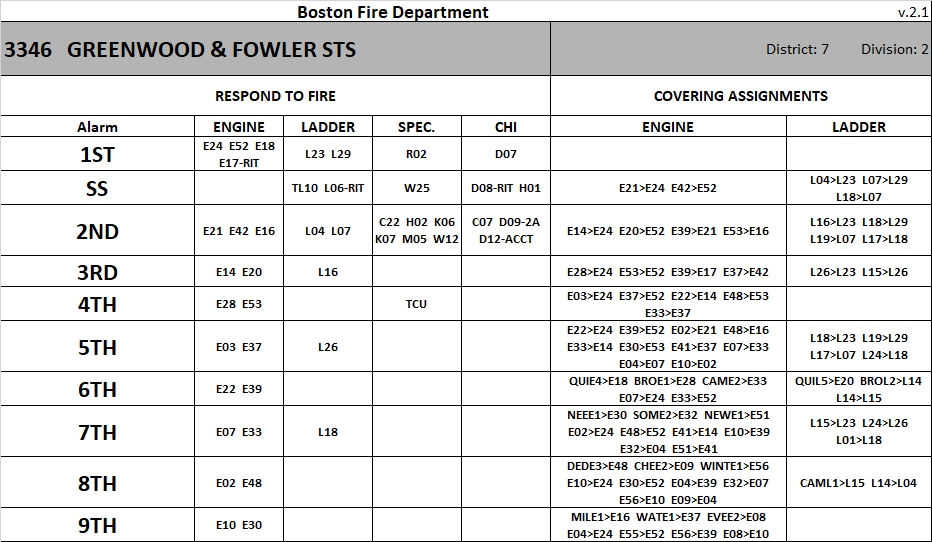 Boston Fire Department v.2.1
3346 GREENWOOD & FOWLER STS District: 7 Division: 2
RESPOND TO FIRE COVERING ASSIGNMENTS
Alarm ENGINE LADDER SPEC. CHI ENGINE LADDER
1ST
E24 E52 E18
E17-RIT
L23 L29
R02
D07
SS
TL10 L06-RIT
W25
D08-RIT H01
E21>E24 E42>E52
L04>L23 L07>L29
L18>L07
2ND
E21 E42 E16
L04 L07
C22 H02 K06
K07 M05 W12
C07 D09-2A
D12-ACCT
E14>E24 E20>E52 E39>E21 E53>E16
L16>L23 L18>L29
L19>L07 L17>L18
3RD
E14 E20
L16
E28>E24 E53>E52 E39>E17 E37>E42
L26>L23 L15>L26
4TH
E28 E53
TCU
E03>E24 E37>E52 E22>E14 E48>E53
E33>E37
5TH
E03 E37
L26
E22>E24 E39>E52 E02>E21 E48>E16
E33>E14 E30>E53 E41>E37 E07>E33
E04>E07 E10>E02
L18>L23 L19>L29
L17>L07 L24>L18
6TH
E22 E39
QUIE4>E18 BROE1>E28 CAME2>E33
E07>E24 E33>E52
QUIL5>E20 BROL2>L14
L14>L15
7TH
E07 E33
L18
NEEE1>E30 SOME2>E32 NEWE1>E51
E02>E24 E48>E52 E41>E14 E10>E39
E32>E04 E51>E41
L15>L23 L24>L26
L01>L18
8TH
E02 E48
DEDE3>E48 CHEE2>E09 WINTE1>E56
E10>E24 E30>E52 E04>E39 E32>E07
E56>E10 E09>E04
CAML1>L15 L14>L04
9TH
E10 E30
MILE1>E16 WATE1>E37 EVEE2>E08
E04>E24 E55>E52 E56>E39 E08>E10